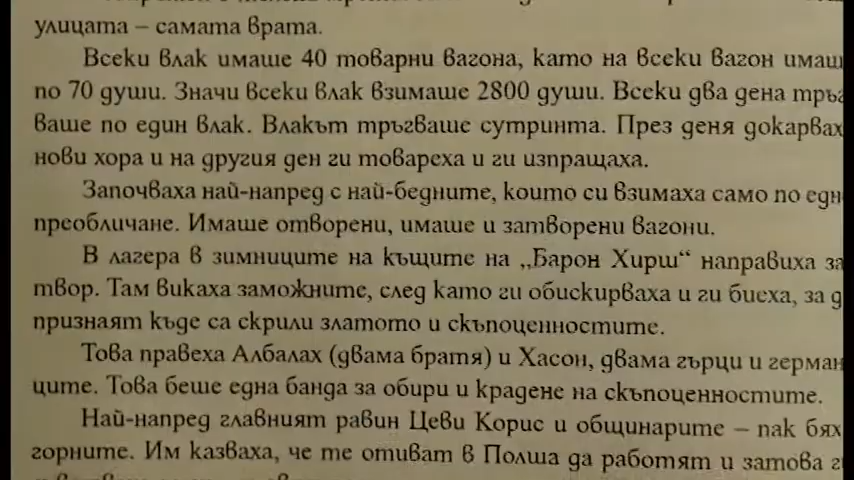 улицата – самата врата.
Всеки влак имаше 40 товарни вагона, като на всеки вагон имаш
по 70 души. Значи всеки влак взимаше 2800 души. Всеки два дена тръг
ваше по един влак. Влакът тръгваше сутринта. През деня докарвах
нови хора и на другия ден ги товареха и ги изпращаха.
Започваха най-напред с най-бедните, които си взимаха само по едн
преобличане. Имаше отворени, имаше и затворени вагони.
В лагера в зимниците на къщите на „Барон Хирш“ направиха за
твор. Там викаха заможните, след като ги обискирваха и ги биеха, за д
признаят къде са скрили златото и скъпоценностите.
Това правеха Албалах (двама братя) и Хасон, двама гърци и герман
ците. Това беше една банда за обири и крадене на скъпоценностите.
Най-напред главният равин Цеви Корис и общинарите – пак бях
горните. Им казваха, че те отиват в Полша да работят и затова г